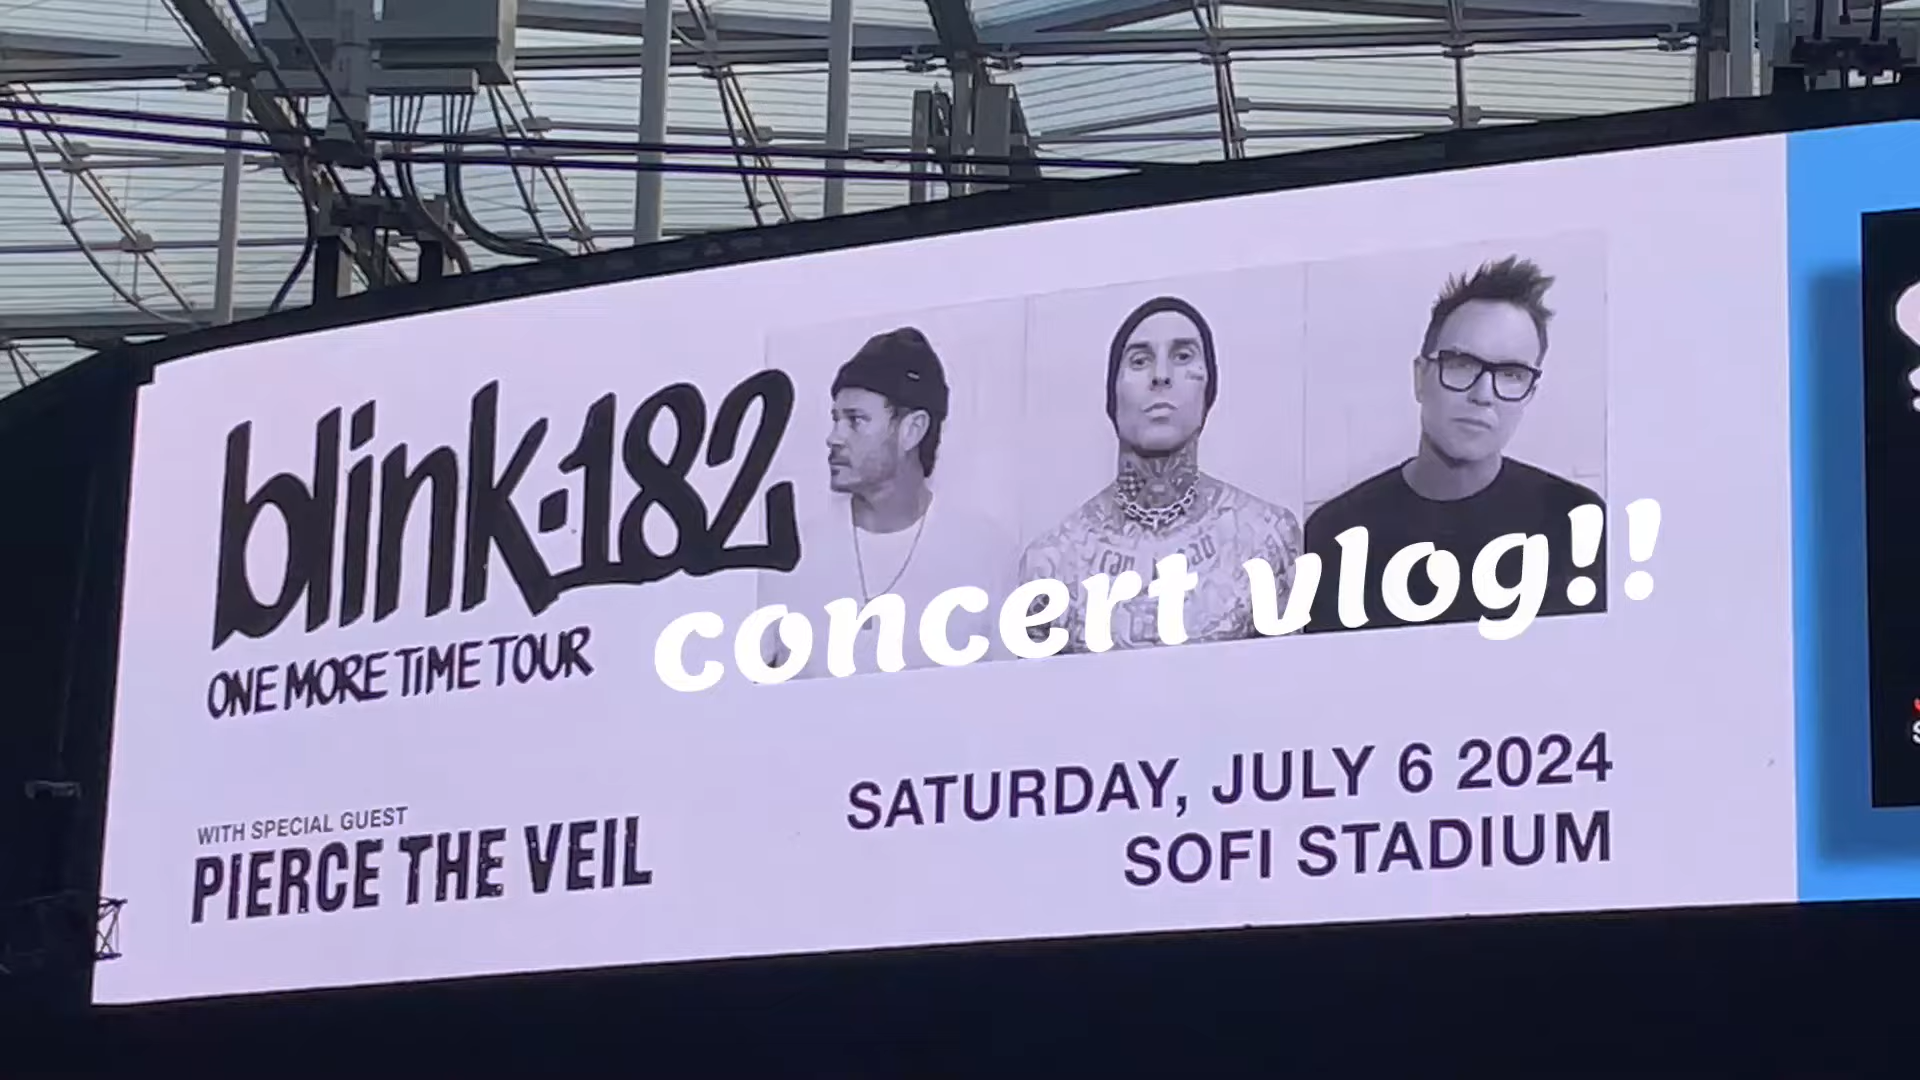 blink-182
ONE MORE TiME TOUR
concert vlog!!
WITH SPECIAL GUEST
PIERCE THE VEIL
SATURDAY, JULY 6 2024
SOFI STADIUM